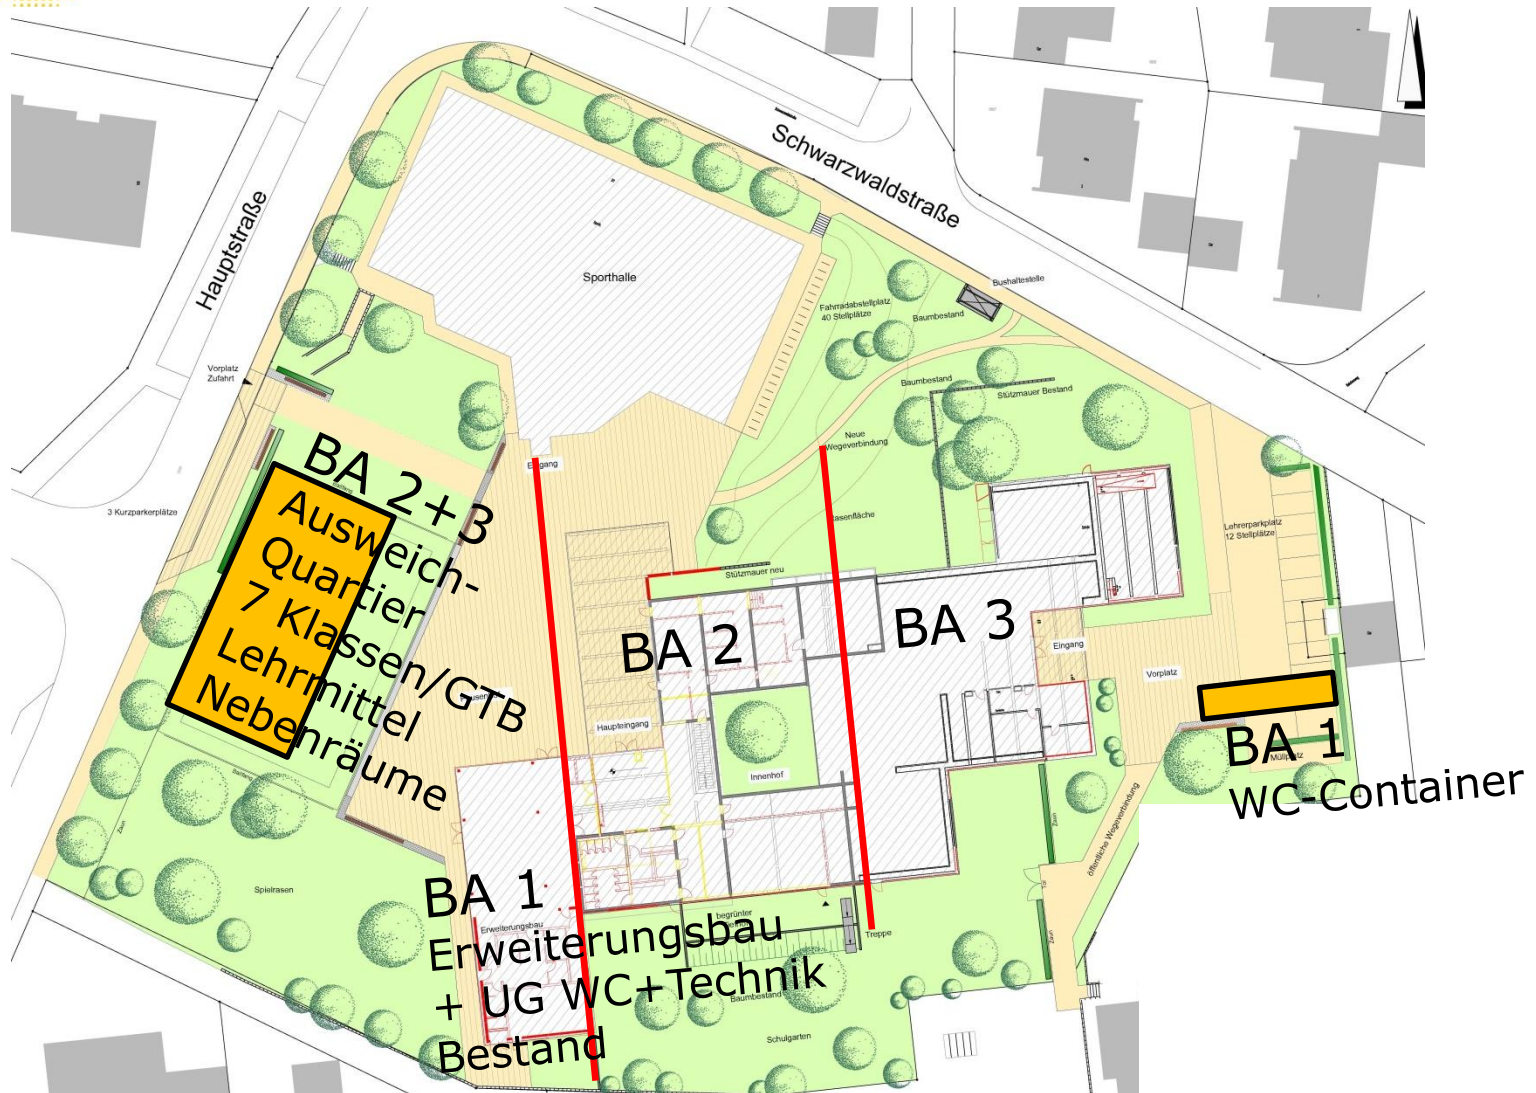 Schwarzwaldstraße
Hauptstraße
Sporthalle
Bushaltestelle
Fahrradabstellplatz
40 Stellplätze
Baumbestand
Vorplatz
Zufahrt
Baumbestand
Stützmauer Bestand
Neue
Wegeverbindung
Eingang
BA 2+3
Ausweich-
Quartier
7 Klassen/GTB
Lehrmittel
Nebenräume
3 Kurzparkerplätze
Rasenfläche
Lehrerparkplatz
12 Stellplätze
Stützmauer neu
BA 2
BA 3
Eingang
Vorplatz
Haupteingang
Innenhof
BA 1
WC-Container
Müllplatz
öffentliche Wegeverbindung
Zaun
Zaun
Tor
Zaun
Spielrasen
BA 1
Erweiterungsbau
Erweiterungsbau
+ UG WC+Technik
Bestand
begrünter
Treppe
Baumbestand
Schulgarten